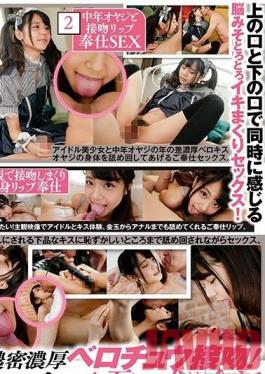 上の口と下の口で同時に感じる
脳みそとろとろイキまくりセックス!
2
中年オヤジと
接吻リップ
奉仕SEX
アイドル美少女と中年オヤジの年の差濃厚ベロキス
オヤジの身体を舐め回してあげるご奉仕セックス。
観で接吻しまくり
身リップ奉仕
たい!主観映像でアイドルとキス体験、金玉からアナルまでも舐めてくれるご奉仕リップ。
にされる下品なキスに恥ずかしいところまで舐め回されながらセックス。
濃密濃厚
ベロチュウ接吻!